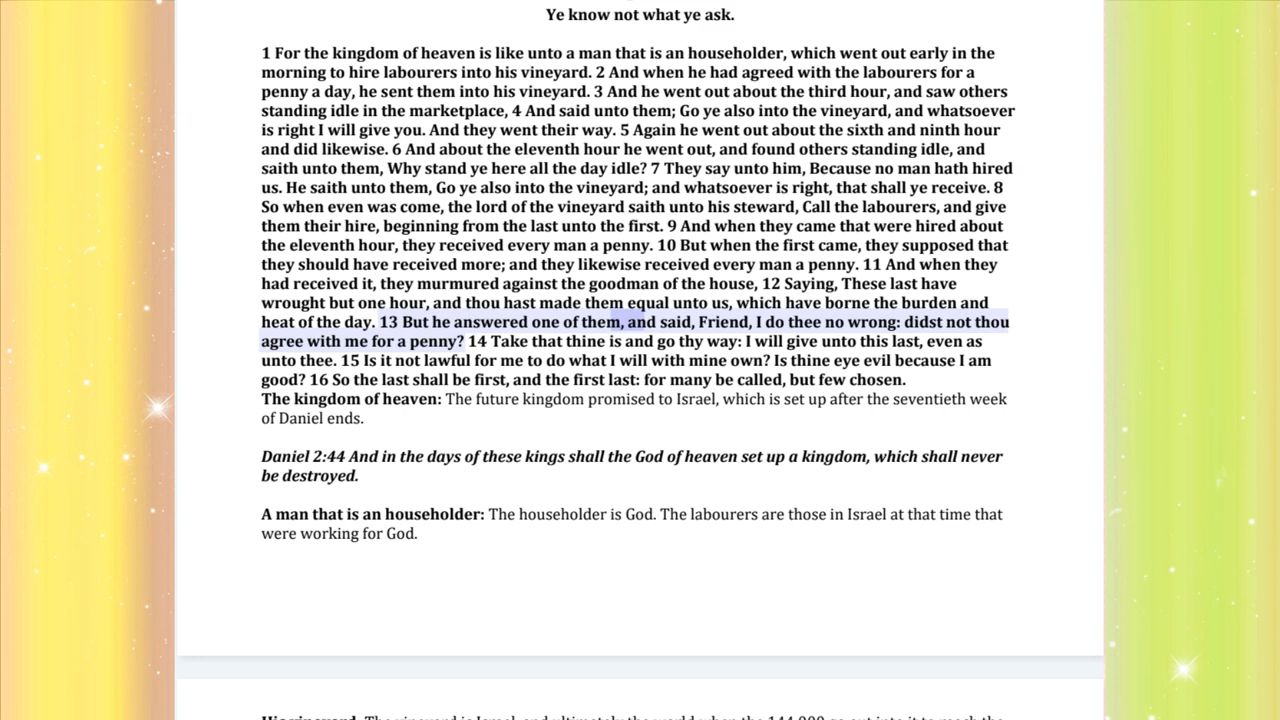 Ye know not what ye ask.
1 For the kingdom of heaven is like unto a man that is an householder, which went out early in the
morning to hire labourers into his vineyard. 2 And when he had agreed with the labourers for a
penny a day, he sent them into his vineyard. 3 And he went out about the third hour, and saw others
standing idle in the marketplace, 4 And said unto them; Go ye also into the vineyard, and whatsoever
is right I will give you. And they went their way. 5 Again he went out about the sixth and ninth hour
and did likewise. 6 And about the eleventh hour he went out, and found others standing idle, and
saith unto them, Why stand ye here all the day idle? 7 They say unto him, Because no man hath hired
us. He saith unto them, Go ye also into the vineyard; and whatsoever is right, that shall ye receive. 8
So when even was come, the lord of the vineyard saith unto his steward, Call the labourers, and give
them their hire, beginning from the last unto the first. 9 And when they came that were hired about
the eleventh hour, they received every man a penny. 10 But when the first came, they supposed that
they should have received more; and they likewise received every man a penny. 11 And when they
had received it, they murmured against the goodman of the house, 12 Saying, These last have
wrought but one hour, and thou hast made them equal unto us, which have borne the burden and
heat of the day. 13 But he answered one of them, and said, Friend, I do thee no wrong: didst not thou
agree with me for a penny? 14 Take that thine is and go thy way: I will give unto this last, even as
unto thee. 15 Is it not lawful for me to do what I will with mine own? Is thine eye evil because I am
good? 16 So the last shall be first, and the first last: for many be called, but few chosen.
The kingdom of heaven: The future kingdom promised to Israel, which is set up after the seventieth week
of Daniel ends.
Daniel 2:44 And in the days of these kings shall the God of heaven set up a kingdom, which shall never
be destroyed.
A man that is an householder: The householder is God. The labourers are those in Israel at that time that
were working for God.
His vineyard: The vineyard is Israel, and ultimately the world when the 144,000 go out into it to reach the